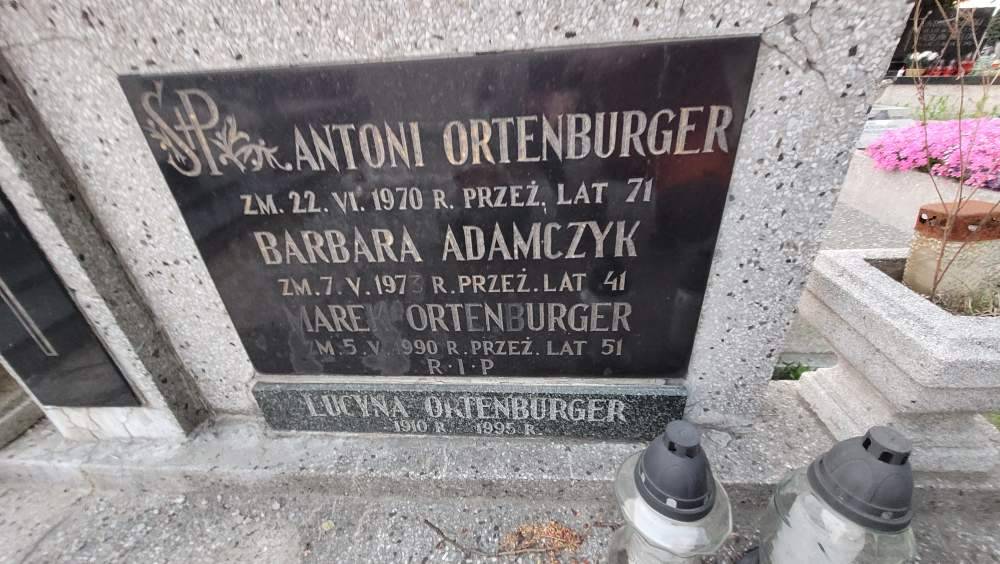 ŚP. ANTONI ORTENBURGER
ZM. 22. VI. 1970 R. PRZEŻ. LAT 71
BARBARA ADAMCZYK
ZM. 7. V. 1973 R. PRZEŻ. LAT 41
MAREK ORTENBURGER
ZM. 5. V. 1990 R. PRZEŻ. LAT 51
R·I·P
LUCYNA ORTENBURGER
1910 R. 1995 R.